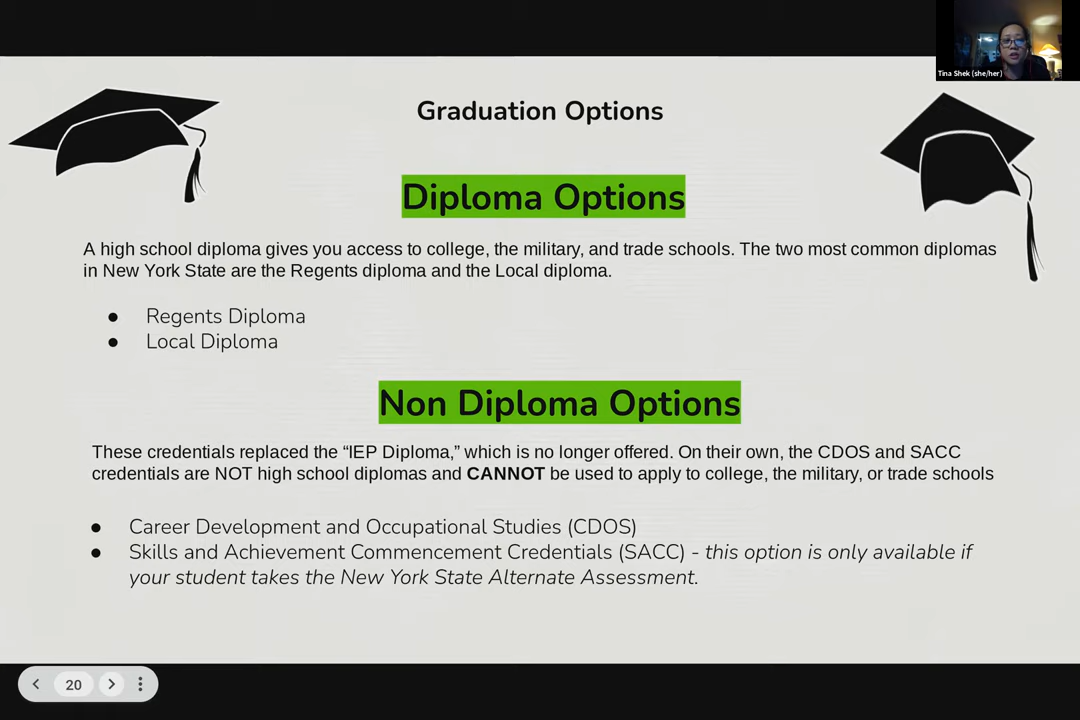 Tina Shek (she/her)
Graduation Options
Diploma Options
A high school diploma gives you access to college, the military, and trade schools. The two most common diplomas
in New York State are the Regents diploma and the Local diploma.
● Regents Diploma
● Local Diploma
Non Diploma Options
These credentials replaced the “IEP Diploma,” which is no longer offered. On their own, the CDOS and SACC
credentials are NOT high school diplomas and CANNOT be used to apply to college, the military, or trade schools
● Career Development and Occupational Studies (CDOS)
● Skills and Achievement Commencement Credentials (SACC) - this option is only available if
your student takes the New York State Alternate Assessment.
20